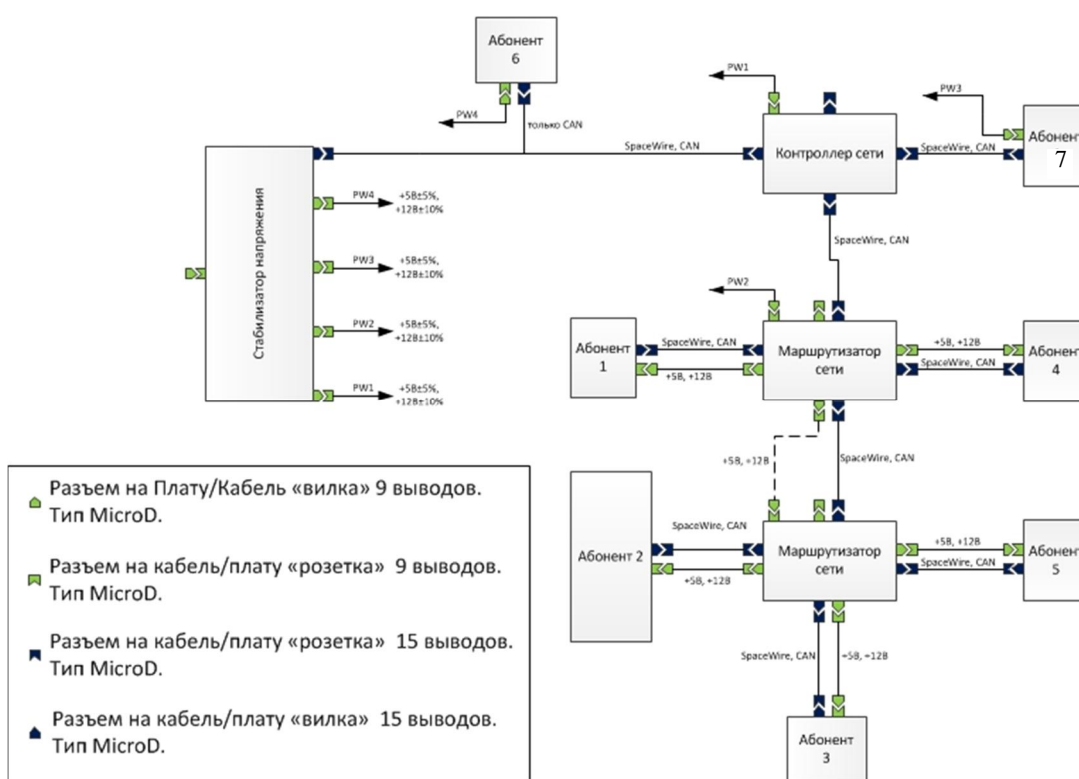 Абонент
6
PW4
только CAN
SpaceWire, CAN
PW1
Контроллер сети
PW3
SpaceWire, CAN
Абонент
7
Стабилизатор напряжения
PW4
+5В±5%,
+12В±10%
PW3
+5В±5%,
+12В±10%
PW2
+5В±5%,
+12В±10%
PW1
+5В±5%,
+12В±10%
SpaceWire, CAN
PW2
Абонент
1
SpaceWire, CAN
+5В, +12В
Маршрутизатор
сети
+5В, +12В
SpaceWire, CAN
Абонент
4
+5В, +12В
SpaceWire, CAN
Абонент 2
SpaceWire, CAN
+5В, +12В
Маршрутизатор
сети
+5В, +12В
SpaceWire, CAN
Абонент
5
SpaceWire, CAN
+5В, +12В
Абонент
3
Разъем на Плату/Кабель «вилка» 9 выводов.
Тип MicroD.
Разъем на кабель/плату «розетка» 9 выводов.
Тип MicroD.
Разъем на кабель/плату «розетка» 15 выводов.
Тип MicroD.
Разъем на кабель/плату «вилка» 15 выводов.
Тип MicroD.